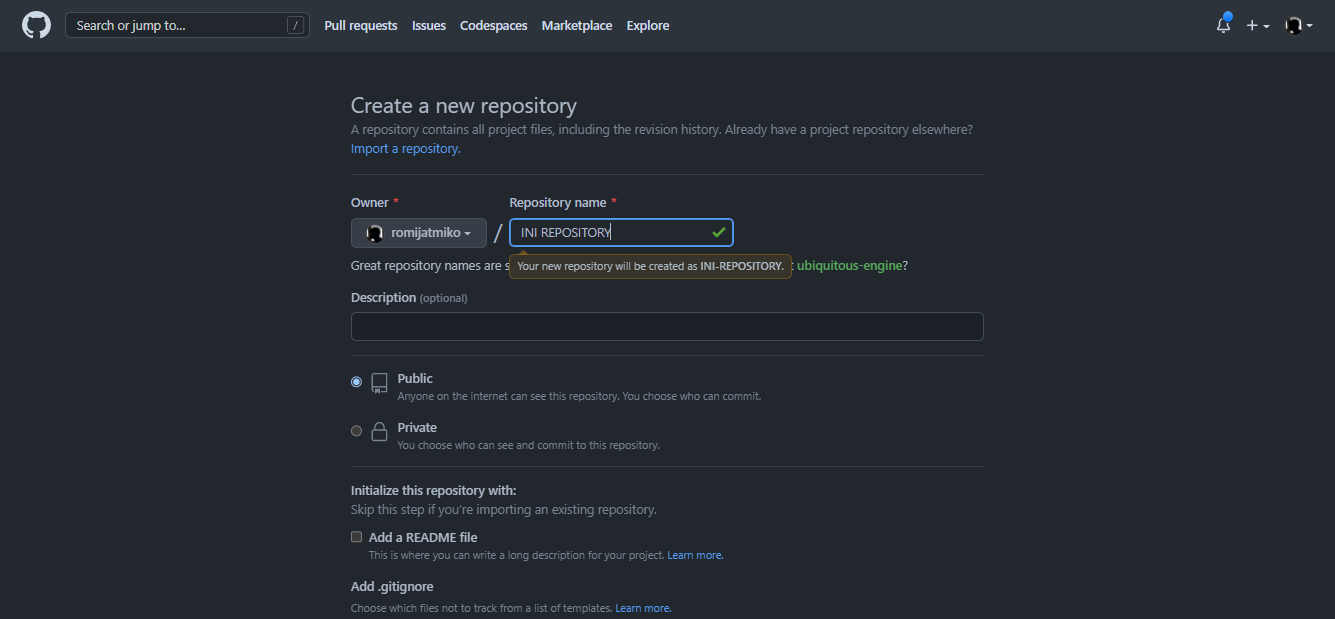 Search or jump to... /
Pull requests Issues Codespaces Marketplace Explore
Create a new repository
A repository contains all project files, including the revision history. Already have a project repository elsewhere?
Import a repository.
Owner * Repository name *
romijatmiko / INI REPOSITORY
Great repository names are ubiquitous-engine?
Your new repository will be created as INI-REPOSITORY.
Description (optional)
Public
Anyone on the internet can see this repository. You choose who can commit.
Private
You choose who can see and commit to this repository.
Initialize this repository with:
Skip this step if you're importing an existing repository.
Add a README file
This is where you can write a long description for your project. Learn more.
Add .gitignore
Choose which files not to track from a list of templates. Learn more.